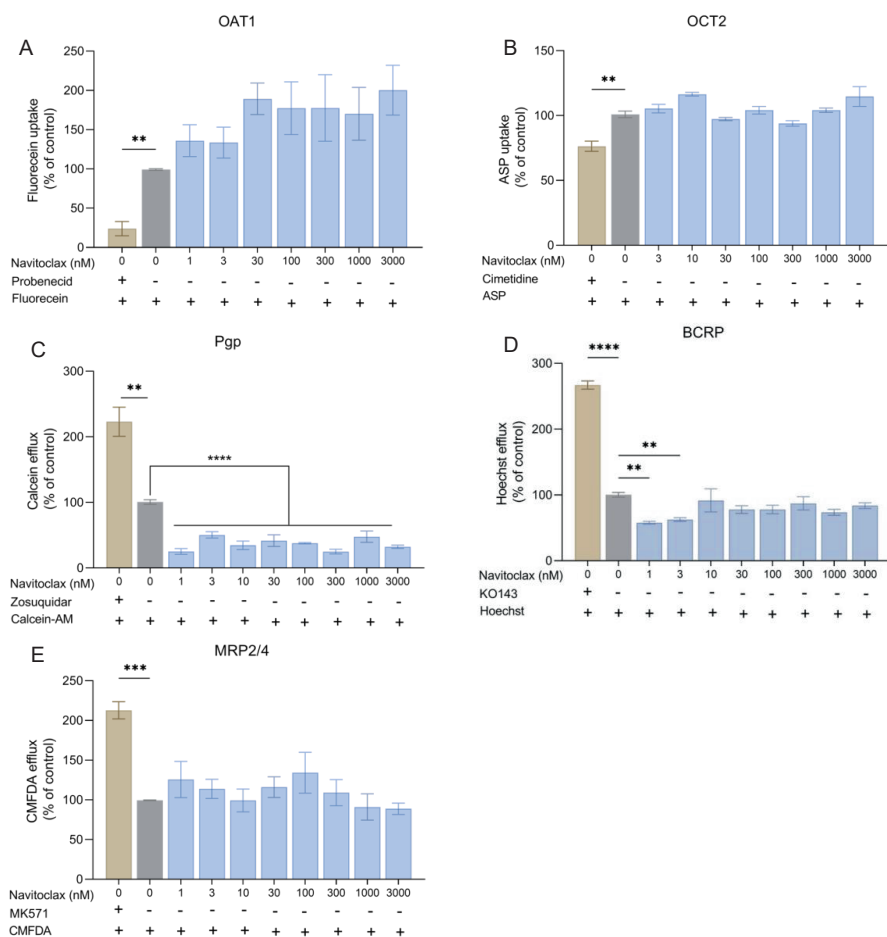 OAT1
A
Fluorecein uptake
(% of control)
250
200
150
100
50
0
**
Navitoclax (nM) 0 0 1 3 30 100 300 1000 3000
Probenecid + - - - - - - - -
Fluorecein + + + + + + + + +
OCT2
B
ASP uptake
(% of control)
150
100
50
0
**
Navitoclax (nM) 0 0 3 10 30 100 300 1000 3000
Cimetidine + - - - - - - - -
ASP + + + + + + + + +
Pgp
C
Calcein efflux
(% of control)
300
200
100
0
**
****
Navitoclax (nM) 0 0 1 3 10 30 100 300 1000 3000
Zosuquidar + - - - - - - - - -
Calcein-AM + + + + + + + + + +
BCRP
D
Hoechst efflux
(% of control)
300
200
100
0
****
**
**
Navitoclax (nM) 0 0 1 3 10 30 100 300 1000 3000
KO143 + - - - - - - - - -
Hoechst + + + + + + + + + +
MRP2/4
E
CMFDA efflux
(% of control)
250
200
150
100
50
0
***
Navitoclax (nM) 0 0 1 3 10 30 100 300 1000 3000
MK571 + - - - - - - - - -
CMFDA + + + + + + + + + +